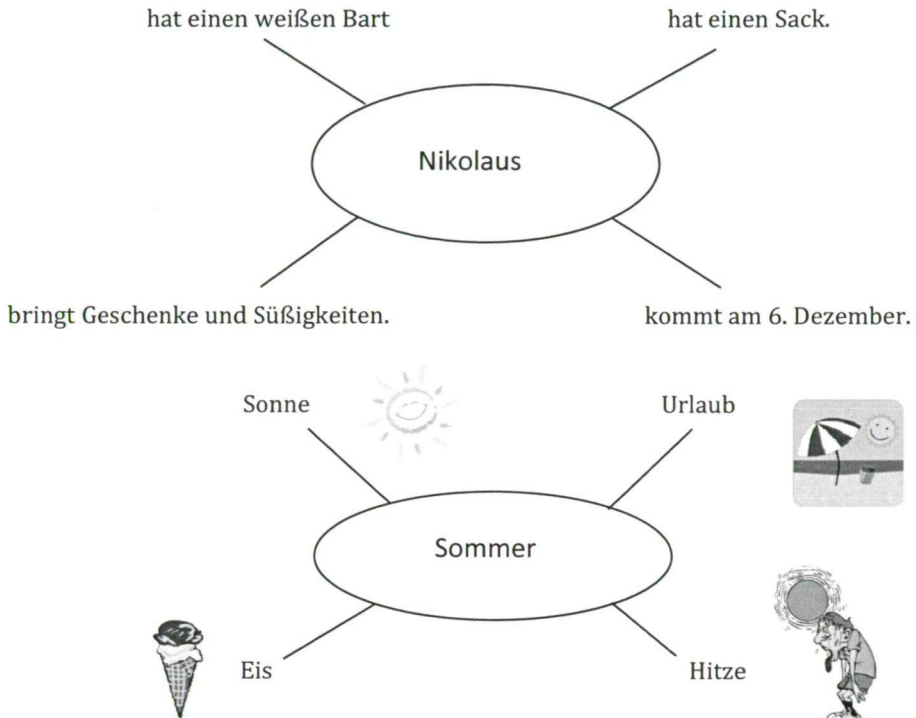 hat einen weißen Bart
hat einen Sack.
Nikolaus
bringt Geschenke und Süßigkeiten.
kommt am 6. Dezember.
Sonne
Urlaub
Sommer
Eis
Hitze